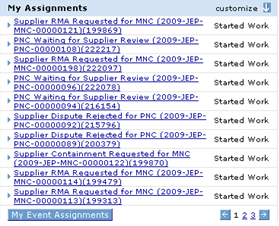 My Assignments customize
Supplier RMA Requested for MNC (2009-JEP-
MNC-00000121)(199869) Started Work
PNC Waiting for Supplier Review (2009-JEP-
PNC-00000108)(222217) Started Work
Supplier RMA Requested for MNC (2009-JEP-
MNC-00000198)(222097) Started Work
PNC Waiting for Supplier Review (2009-JEP-
PNC-00000096)(222078) Started Work
PNC Waiting for Supplier Review (2009-JEP-
PNC-00000094)(216154) Started Work
Supplier Dispute Rejected for PNC (2009-JEP-
PNC-00000092)(215796) Started Work
Supplier Dispute Rejected for PNC (2009-JEP-
PNC-00000089)(200379) Started Work
Supplier Containment Requested for MNC
(2009-JEP-MNC-00000122)(199870) Started Work
Supplier RMA Requested for MNC (2009-JEP-
MNC-00000114)(199479) Started Work
Supplier RMA Requested for MNC (2009-JEP-
MNC-00000113)(199313) Started Work
My Event Assignments 1 2 3